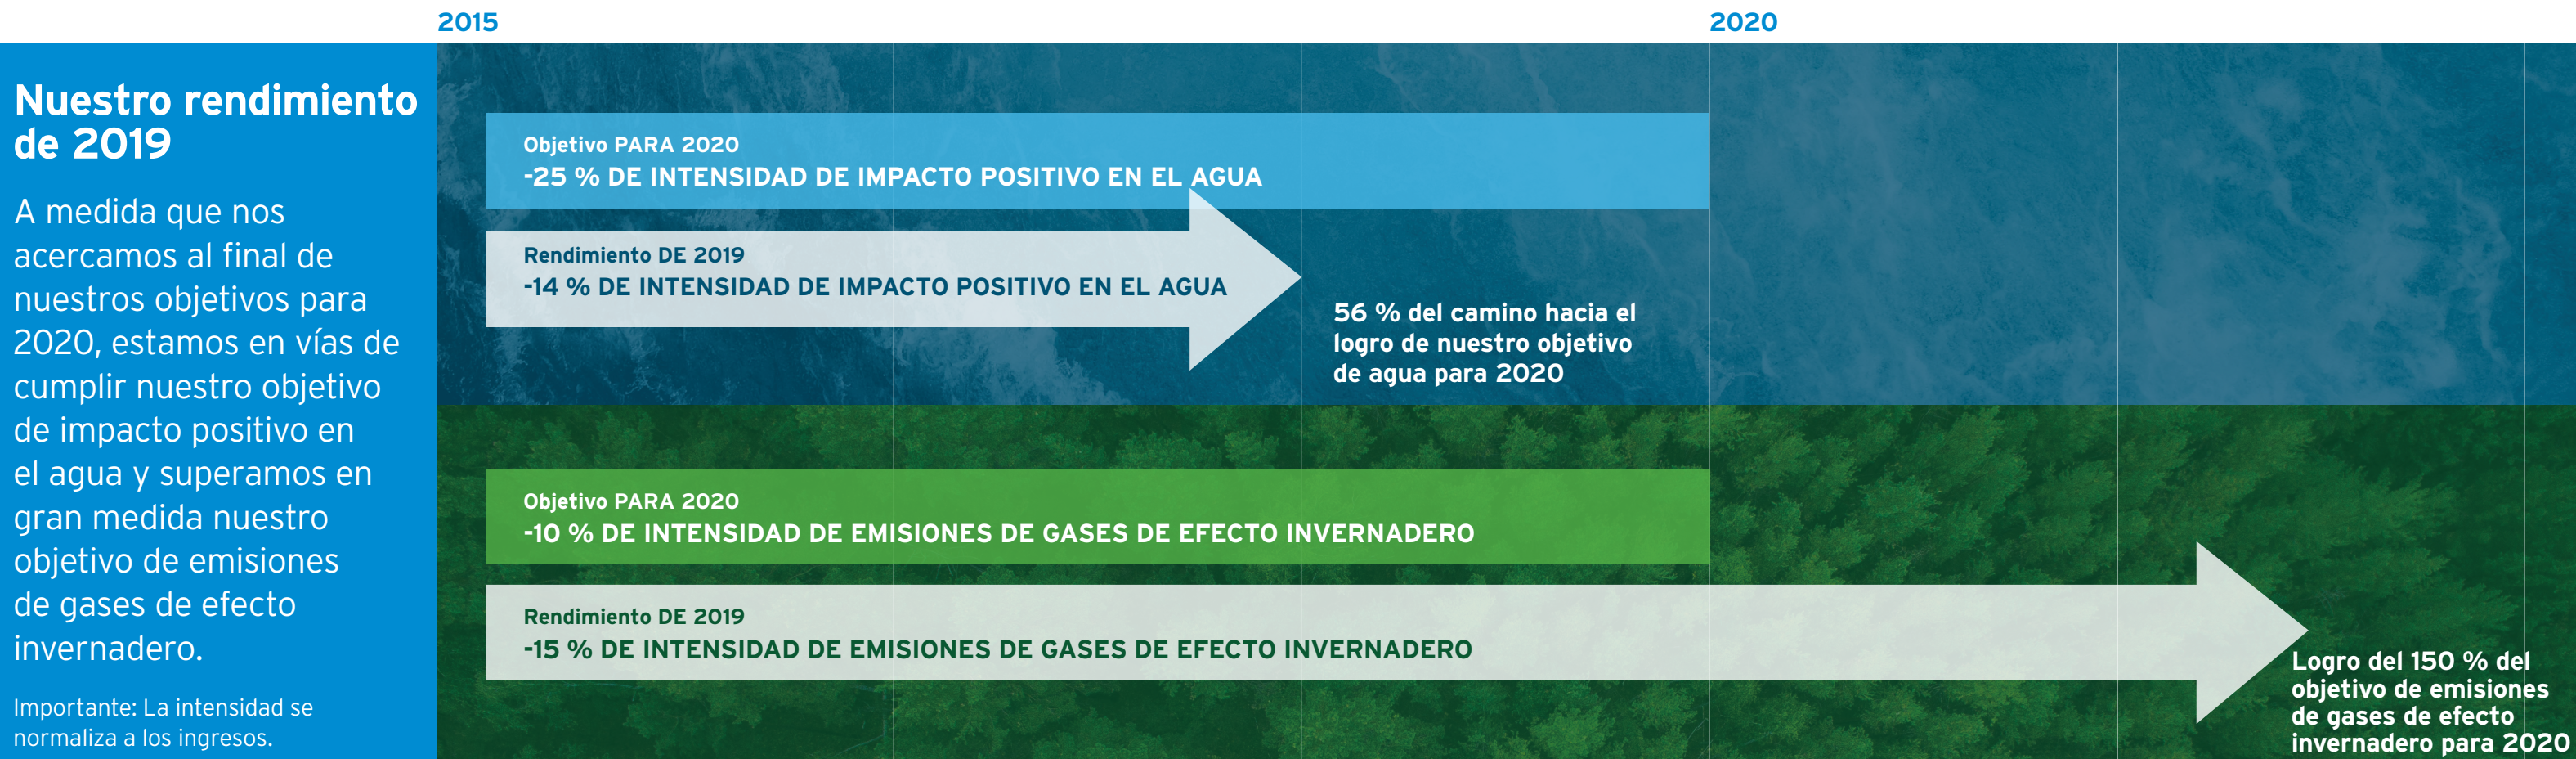 2015
2020
Nuestro rendimiento
de 2019
A medida que nos
acercamos al final de
nuestros objetivos para
2020, estamos en vías de
cumplir nuestro objetivo
de impacto positivo en
el agua y superamos en
gran medida nuestro
objetivo de emisiones
de gases de efecto
invernadero.
Importante: La intensidad se
normaliza a los ingresos.
Objetivo PARA 2020
-25 % DE INTENSIDAD DE IMPACTO POSITIVO EN EL AGUA
Rendimiento DE 2019
-14 % DE INTENSIDAD DE IMPACTO POSITIVO EN EL AGUA
56 % del camino hacia el
logro de nuestro objetivo
de agua para 2020
Objetivo PARA 2020
-10 % DE INTENSIDAD DE EMISIONES DE GASES DE EFECTO INVERNADERO
Rendimiento DE 2019
-15 % DE INTENSIDAD DE EMISIONES DE GASES DE EFECTO INVERNADERO
Logro del 150 % del
objetivo de emisiones
de gases de efecto
invernadero para 2020